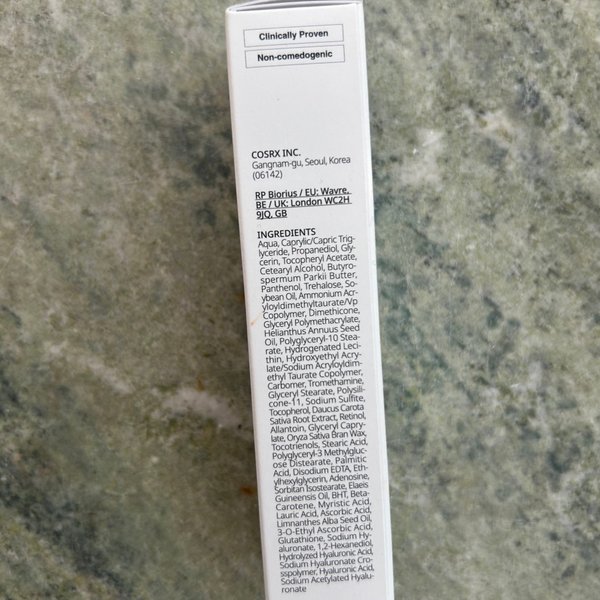 Clinically Proven
Non-comedogenic
COSRX INC.
Gangnam-gu, Seoul, Korea
(06142)
RP Biorius / EU: Wavre,
BE / UK: London WC2H
9JQ, GB
INGREDIENTS
Aqua, Caprylic/Capric Trig-
lyceride, Propanediol, Gly-
cerin, Tocopheryl Acetate,
Cetearyl Alcohol, Butyro-
spermum Parkii Butter,
Panthenol, Trehalose, So-
ybean Oil, Ammonium Acr-
yloyldimethyltaurate/Vp
Copolymer, Dimethicone,
Glyceryl Polymethacrylate,
Helianthus Annuus Seed
Oil, Polyglyceryl-10 Stea-
rate, Hydrogenated Leci-
thin, Hydroxyethyl Acry-
late/Sodium Acryloyldim-
ethyl Taurate Copolymer,
Carbomer, Tromethamine,
Glyceryl Stearate, Polysili-
cone-11, Sodium Sulfite,
Tocopherol, Daucus Carota
Sativa Root Extract, Retinol,
Allantoin, Glyceryl Capry-
late, Oryza Sativa Bran Wax,
Tocotrienols, Stearic Acid,
Polyglyceryl-3 Methylgluc-
ose Distearate, Palmitic
Acid, Disodium EDTA, Eth-
ylhexylglycerin, Adenosine,
Sorbitan Isostearate, Elaeis
Guineensis Oil, BHT, Beta-
Carotene, Myristic Acid,
Lauric Acid, Ascorbic Acid,
Limnanthes Alba Seed Oil,
3-O-Ethyl Ascorbic Acid,
Glutathione, Sodium Hy-
aluronate, 1,2-Hexanediol,
Hydrolyzed Hyaluronic Acid,
Sodium Hyaluronate Cro-
sspolymer, Hyaluronic Acid,
Sodium Acetylated Hyalu-
ronate